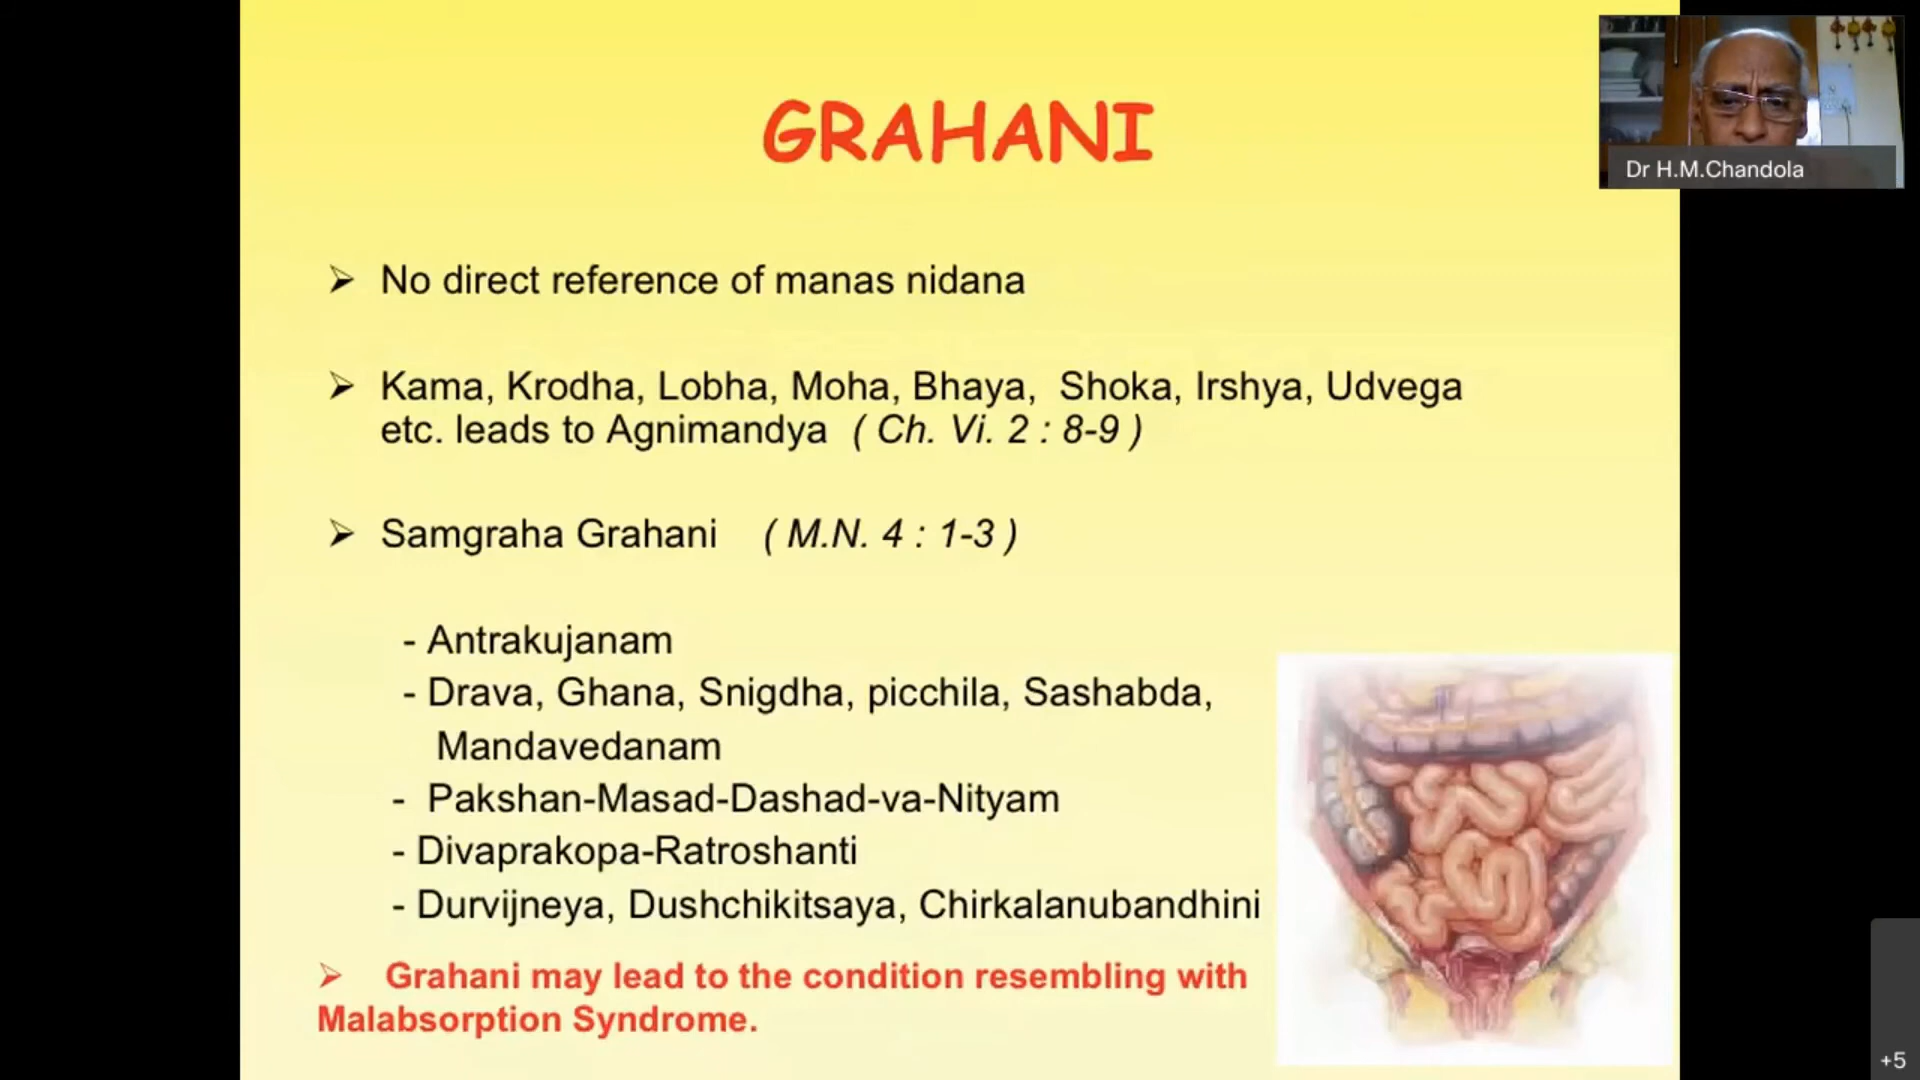 GRAHANI
Dr H.M.Chandola
➢ No direct reference of manas nidana
➢ Kama, Krodha, Lobha, Moha, Bhaya, Shoka, Irshya, Udvega
etc. leads to Agnimandya ( Ch. Vi. 2 : 8-9 )
➢ Samgraha Grahani ( M.N. 4 : 1-3 )
- Antrakujanam
- Drava, Ghana, Snigdha, picchila, Sashabda,
Mandavedanam
- Pakshan-Masad-Dashad-va-Nityam
- Divaprakopa-Ratroshanti
- Durvijneya, Dushchikitsaya, Chirkalanubandhini
➢ Grahani may lead to the condition resembling with
Malabsorption Syndrome.
+5